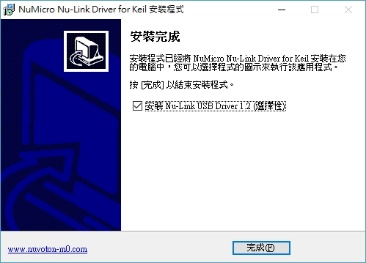 NuMicro Nu-Link Driver for Keil 安裝程式
安裝完成
安裝程式已經將 NuMicro Nu-Link Driver for Keil 安裝在您
的電腦中，您可以選擇程式的圖示來執行該應用程式。
按 [完成] 以結束安裝程式。
安裝 Nu-Link USB Driver 1.2 (選擇性)
www.nuvoton-m0.com
完成(F)